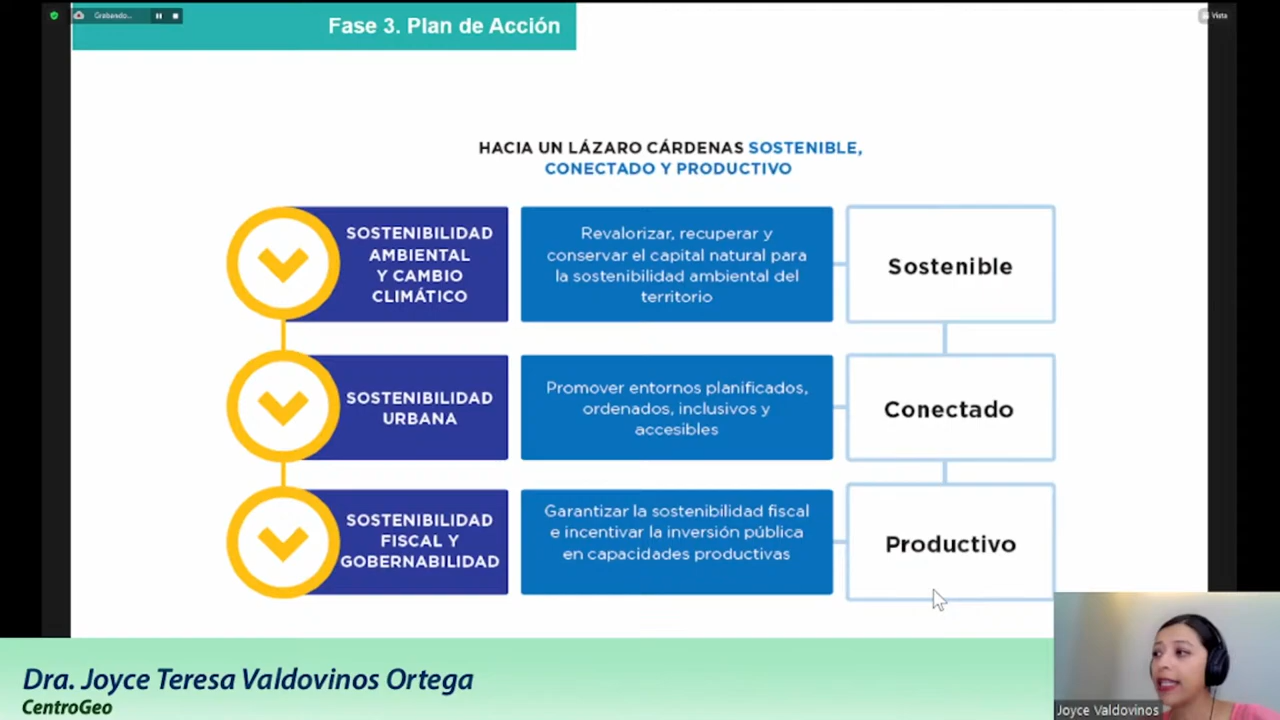 Grabando...
Vista
Fase 3. Plan de Acción
HACIA UN LÁZARO CÁRDENAS SOSTENIBLE,
CONECTADO Y PRODUCTIVO
SOSTENIBILIDAD
AMBIENTAL
Y CAMBIO
CLIMÁTICO
Revalorizar, recuperar y
conservar el capital natural para
la sostenibilidad ambiental del
territorio
Sostenible
SOSTENIBILIDAD
URBANA
Promover entornos planificados,
ordenados, inclusivos y
accesibles
Conectado
SOSTENIBILIDAD
FISCAL Y
GOBERNABILIDAD
Garantizar la sostenibilidad fiscal
e incentivar la inversión pública
en capacidades productivas
Productivo
Dra. Joyce Teresa Valdovinos Ortega
CentroGeo
Joyce Valdovinos